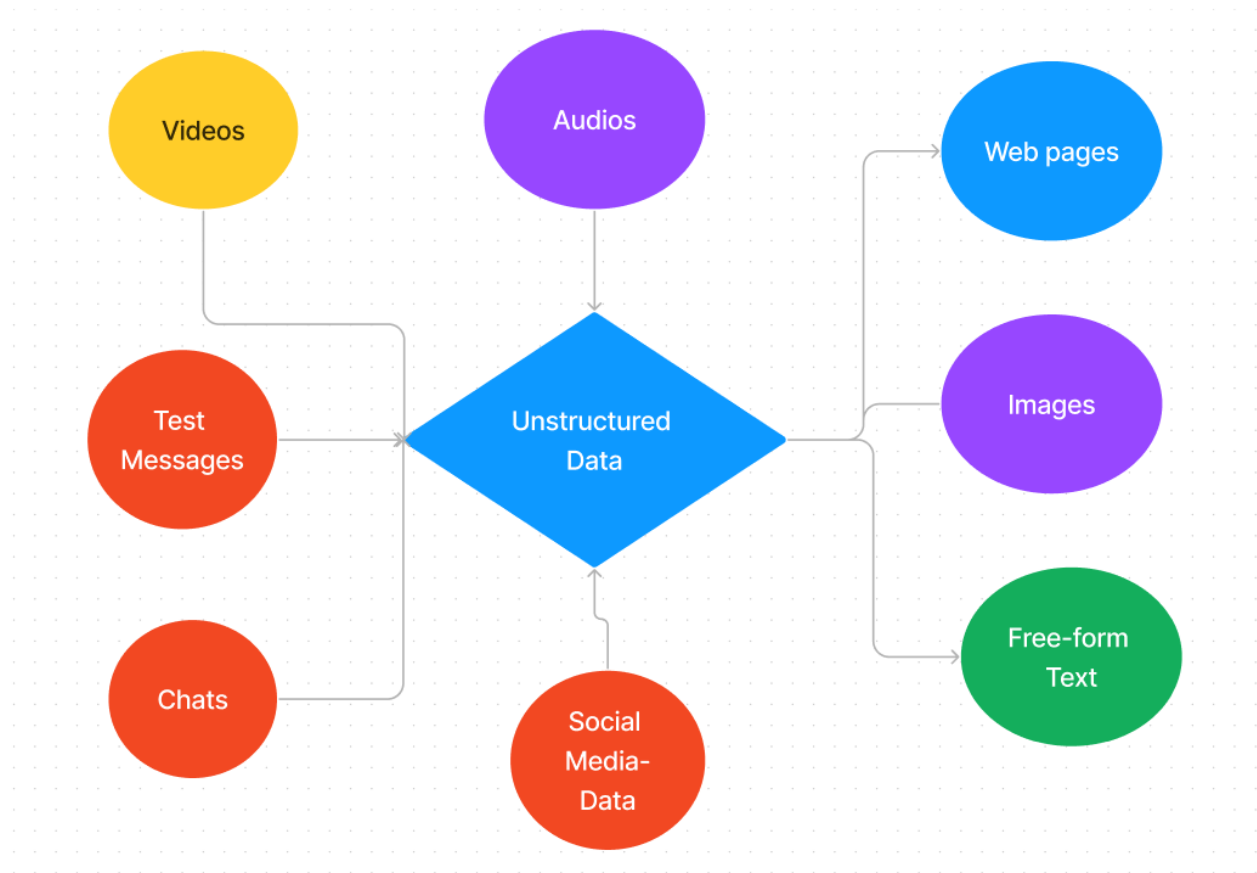 Videos
Audios
Web pages
Test
Messages
Unstructured
Data
Images
Chats
Social
Media-
Data
Free-form
Text